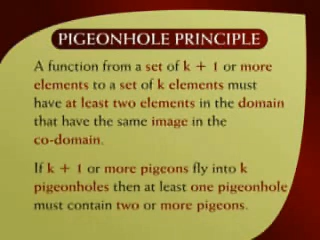 PIGEONHOLE PRINCIPLE
A function from a set of k + 1 or more
elements to a set of k elements must
have at least two elements in the domain
that have the same image in the
co-domain.
If k + 1 or more pigeons fly into k
pigeonholes then at least one pigeonhole
must contain two or more pigeons.